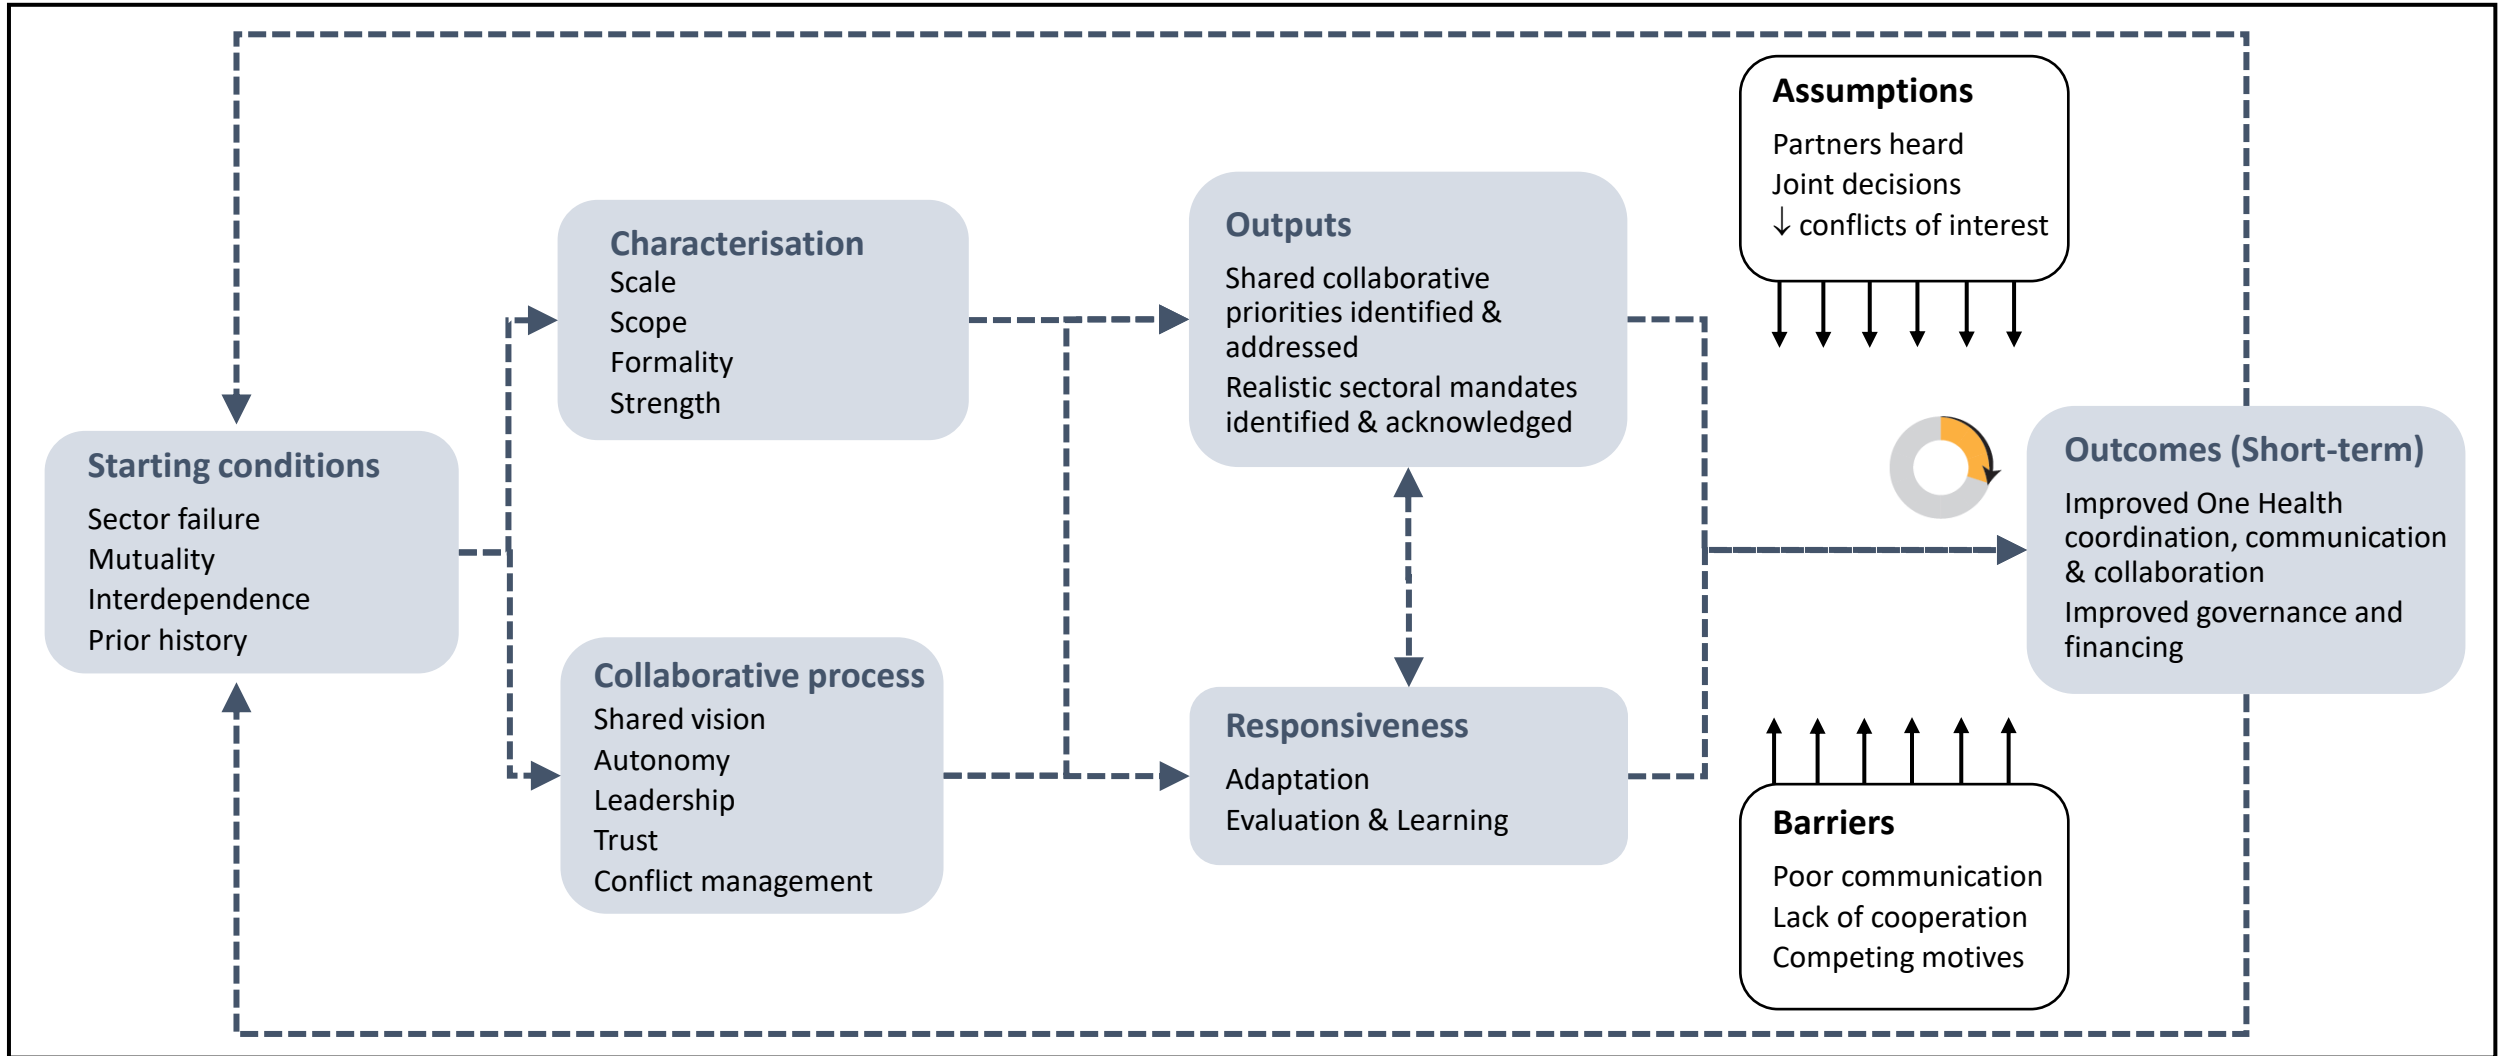 Starting conditions
Sector failure
Mutuality
Interdependence
Prior history
Characterisation
Scale
Scope
Formality
Strength
Collaborative process
Shared vision
Autonomy
Leadership
Trust
Conflict management
Outputs
Shared collaborative
priorities identified &
addressed
Realistic sectoral mandates
identified & acknowledged
Responsiveness
Adaptation
Evaluation & Learning
Assumptions
Partners heard
Joint decisions
↓ conflicts of interest
Barriers
Poor communication
Lack of cooperation
Competing motives
Outcomes (Short-term)
Improved One Health
coordination, communication
& collaboration
Improved governance and
financing